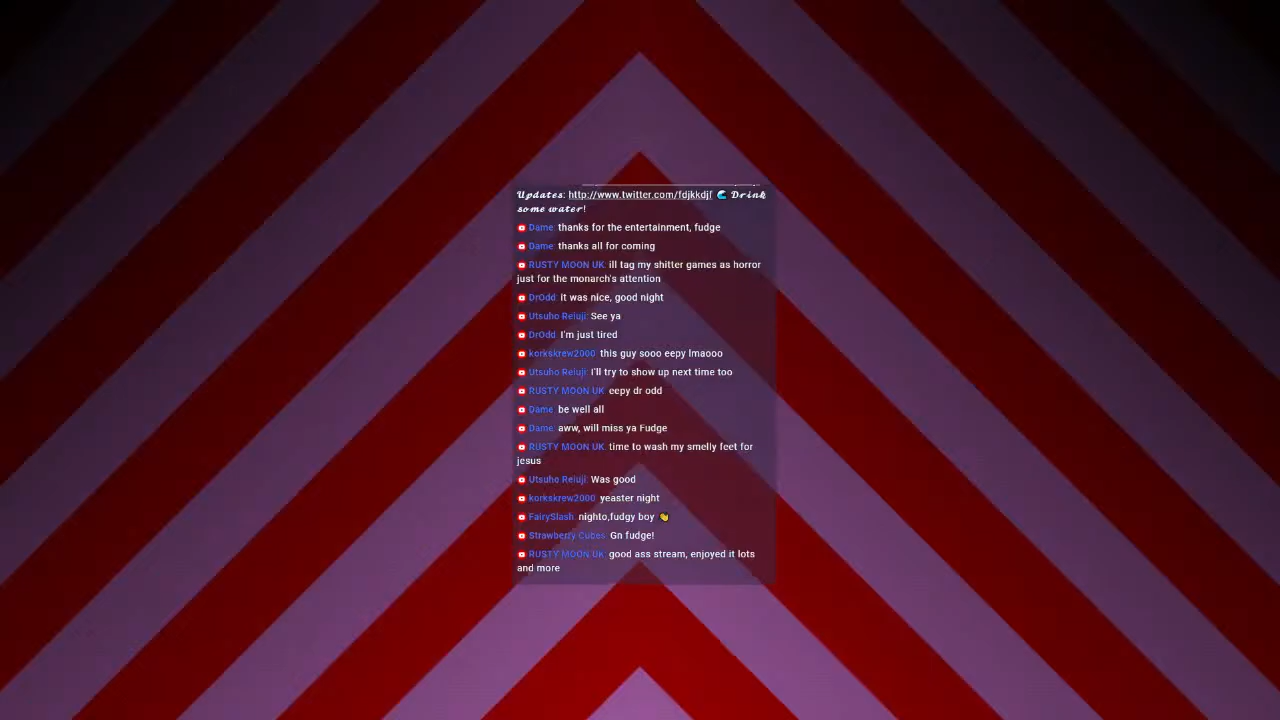 𝓤𝓹𝓭𝓪𝓽𝓮𝓼: http://www.twitter.com/fdjkkdjf 🌊 𝓓𝓻𝓲𝓷𝓴
𝓼𝓸𝓶𝓮 𝔀𝓪𝓽𝓮𝓻!
Dame: thanks for the entertainment, fudge
Dame: thanks all for coming
RUSTY MOON UK: ill tag my shitter games as horror
just for the monarch's attention
DrOdd: it was nice, good night
Utsuho Reiuji: See ya
DrOdd: I'm just tired
korkskrew2000: this guy sooo eepy lmaooo
Utsuho Reiuji: I'll try to show up next time too
RUSTY MOON UK: eepy dr odd
Dame: be well all
Dame: aww, will miss ya Fudge
RUSTY MOON UK: time to wash my smelly feet for
jesus
Utsuho Reiuji: Was good
korkskrew2000: yeaster night
FairySlash: nighto,fudgy boy 👏
Strawberry Cubes: Gn fudge!
RUSTY MOON UK: good ass stream, enjoyed it lots
and more